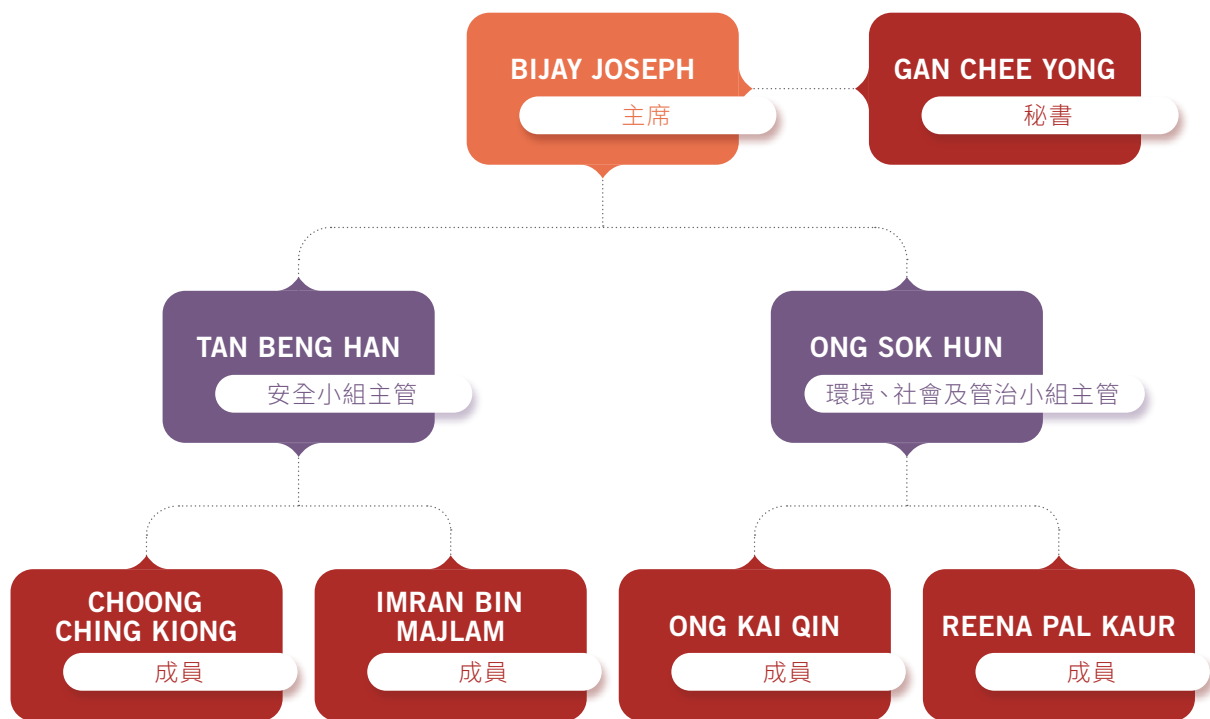 BIJAY JOSEPH
主席
GAN CHEE YONG
秘書
TAN BENG HAN
安全小組主管
ONG SOK HUN
環境、社會及管治小組主管
CHOONG
CHING KIONG
成員
IMRAN BIN
MAJLAM
成員
ONG KAI QIN
成員
REENA PAL KAUR
成員